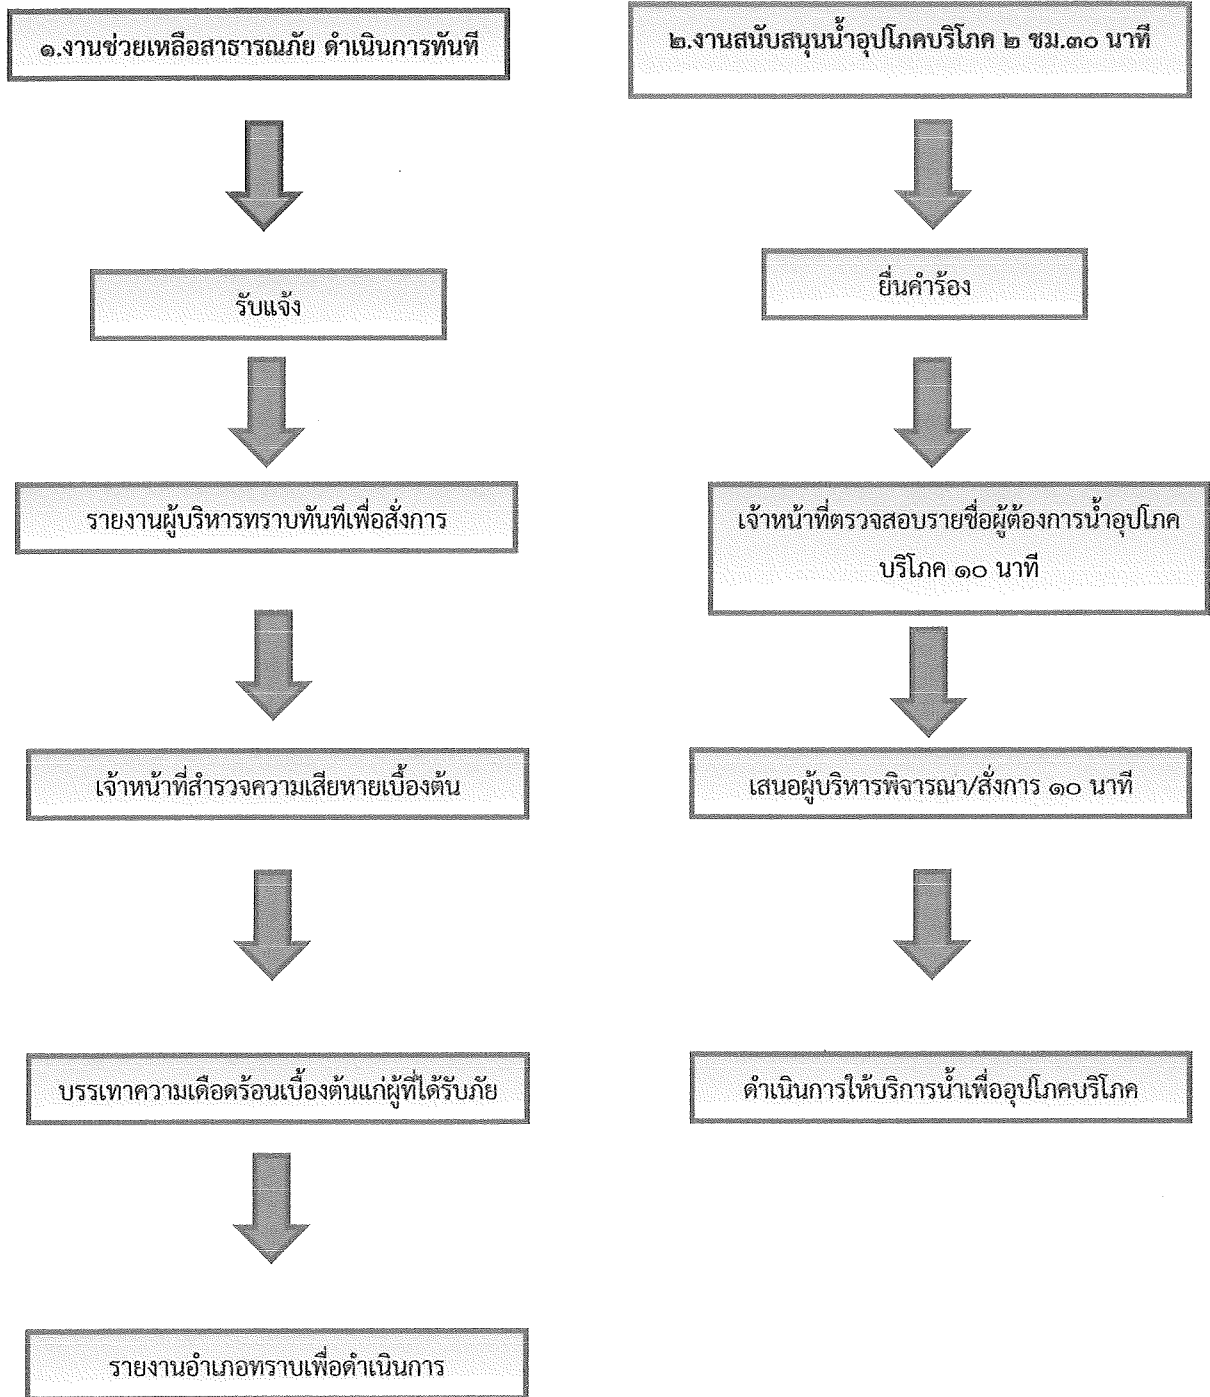 ๑.งานช่วยเหลือสาธารณภัย ดำเนินการทันที
รับแจ้ง
รายงานผู้บริหารทราบทันทีเพื่อสั่งการ
เจ้าหน้าที่สำรวจความเสียหายเบื้องต้น
บรรเทาความเดือดร้อนเบื้องต้นแก่ผู้ที่ได้รับภัย
รายงานอำเภอทราบเพื่อดำเนินการ
๒.งานสนับสนุนน้ำอุปโภคบริโภค ๒ ชม.๓๐ นาที
ยื่นคำร้อง
เจ้าหน้าที่ตรวจสอบรายชื่อผู้ต้องการน้ำอุปโภค
บริโภค ๑๐ นาที
เสนอผู้บริหารพิจารณา/สั่งการ ๑๐ นาที
ดำเนินการให้บริการน้ำเพื่ออุปโภคบริโภค